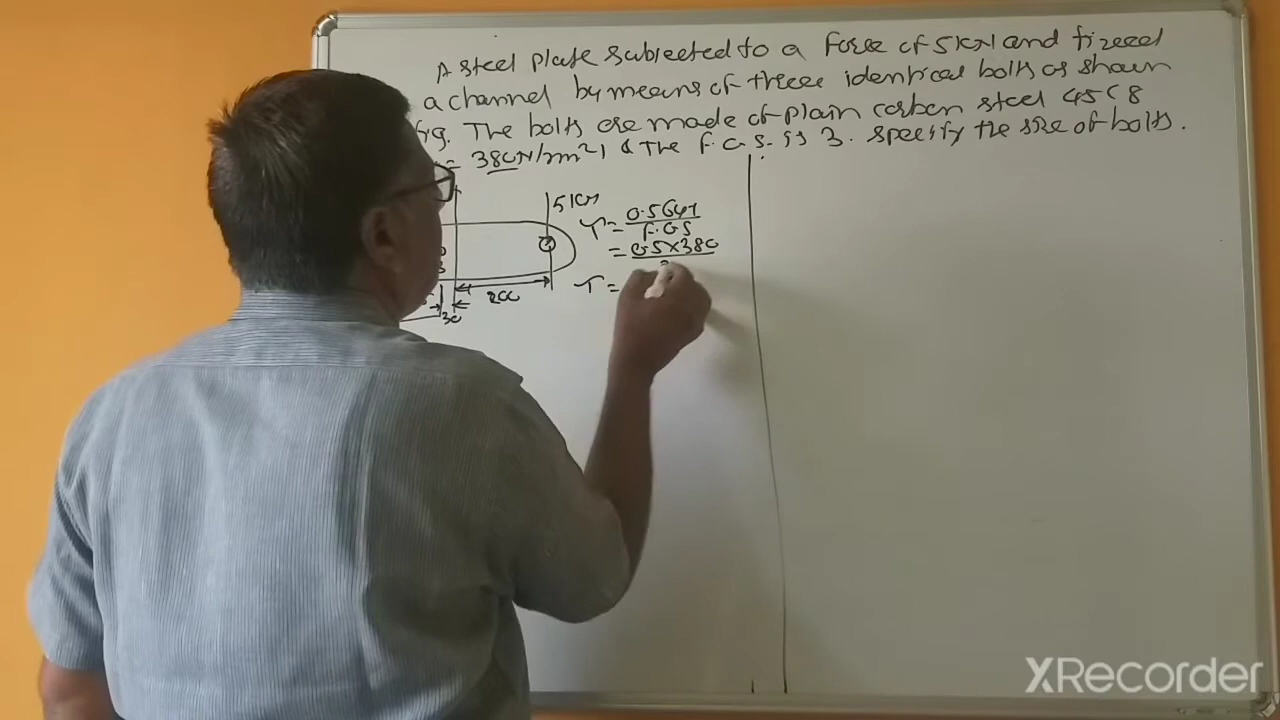 A steel plate subjected to a force of 5KN and fixed
a channel by means of three identical bolts as shown
fig. The bolts are made of plain carbon steel 45C8
= 380N/mm², & The F.O.S. is 3. specify the size of bolts.
5KN
τ = 0.5Syt
F.O.S
= 0.5x380
3
τ =
200
30
XRecorder